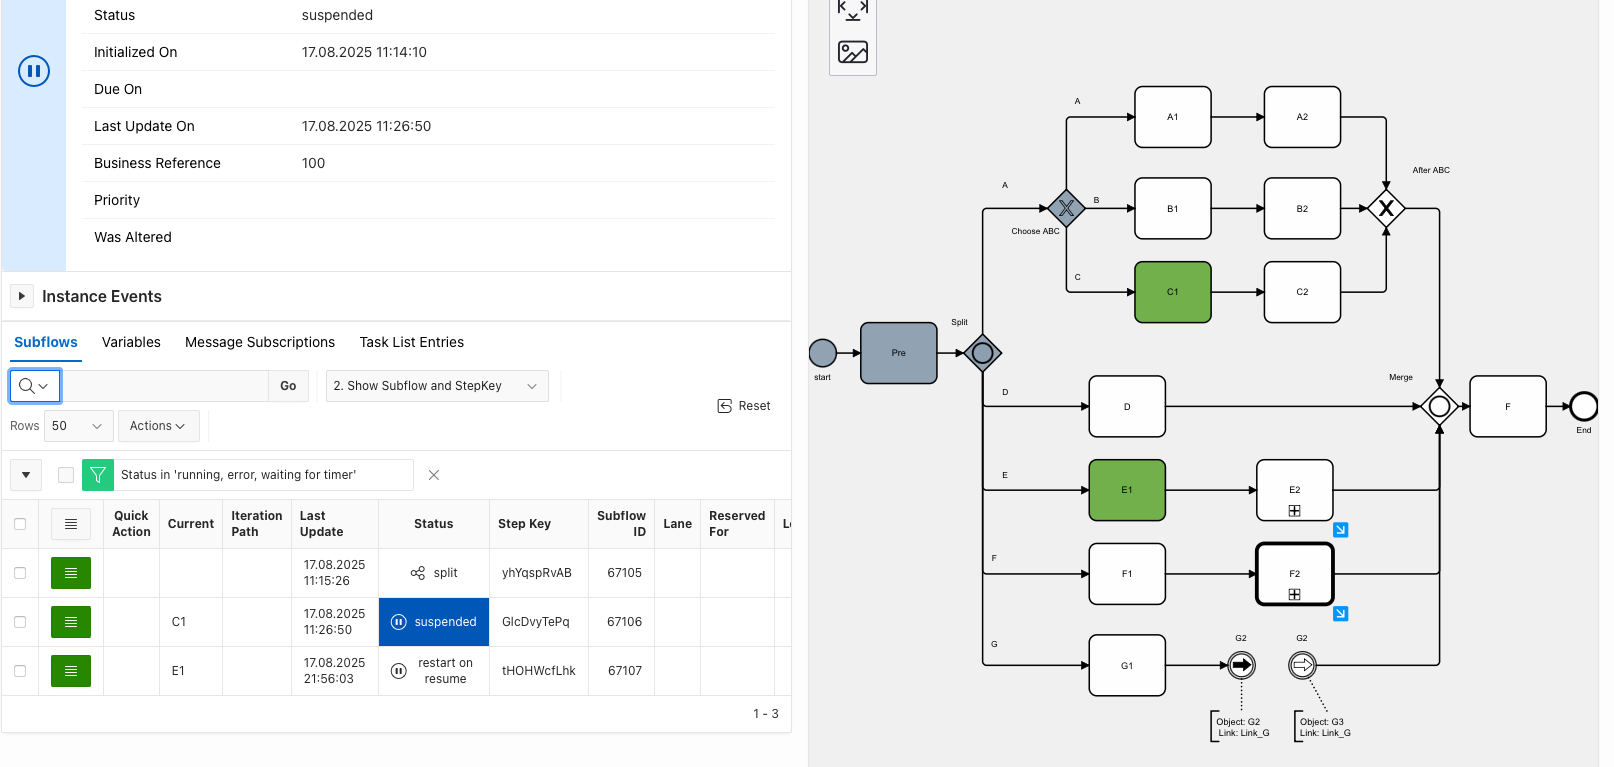 Status suspended
Initialized On 17.08.2025 11:14:10
Due On
Last Update On 17.08.2025 11:26:50
Business Reference 100
Priority
Was Altered
Instance Events
Subflows Variables Message Subscriptions Task List Entries
Go 2. Show Subflow and StepKey
Reset
Rows 50 Actions
Status in 'running, error, waiting for timer'
Quick Action Current Iteration Path Last Update Status Step Key Subflow ID Lane Reserved For
17.08.2025 11:15:26 split yhYqspRvAB 67105
C1 17.08.2025 11:26:50 suspended GlcDvyTePq 67106
E1 17.08.2025 21:56:03 restart on resume tHOHWcfLhk 67107
1 - 3
A
A1 A2
After ABC
A
B
B1 B2
Choose ABC
C
C1 C2
Split
Pre
start
Merge
D
D
F
End
E
E1 E2
F
F1 F2
G
G1
G2 G2
Object: G2
Link: Link_G
Object: G3
Link: Link_G